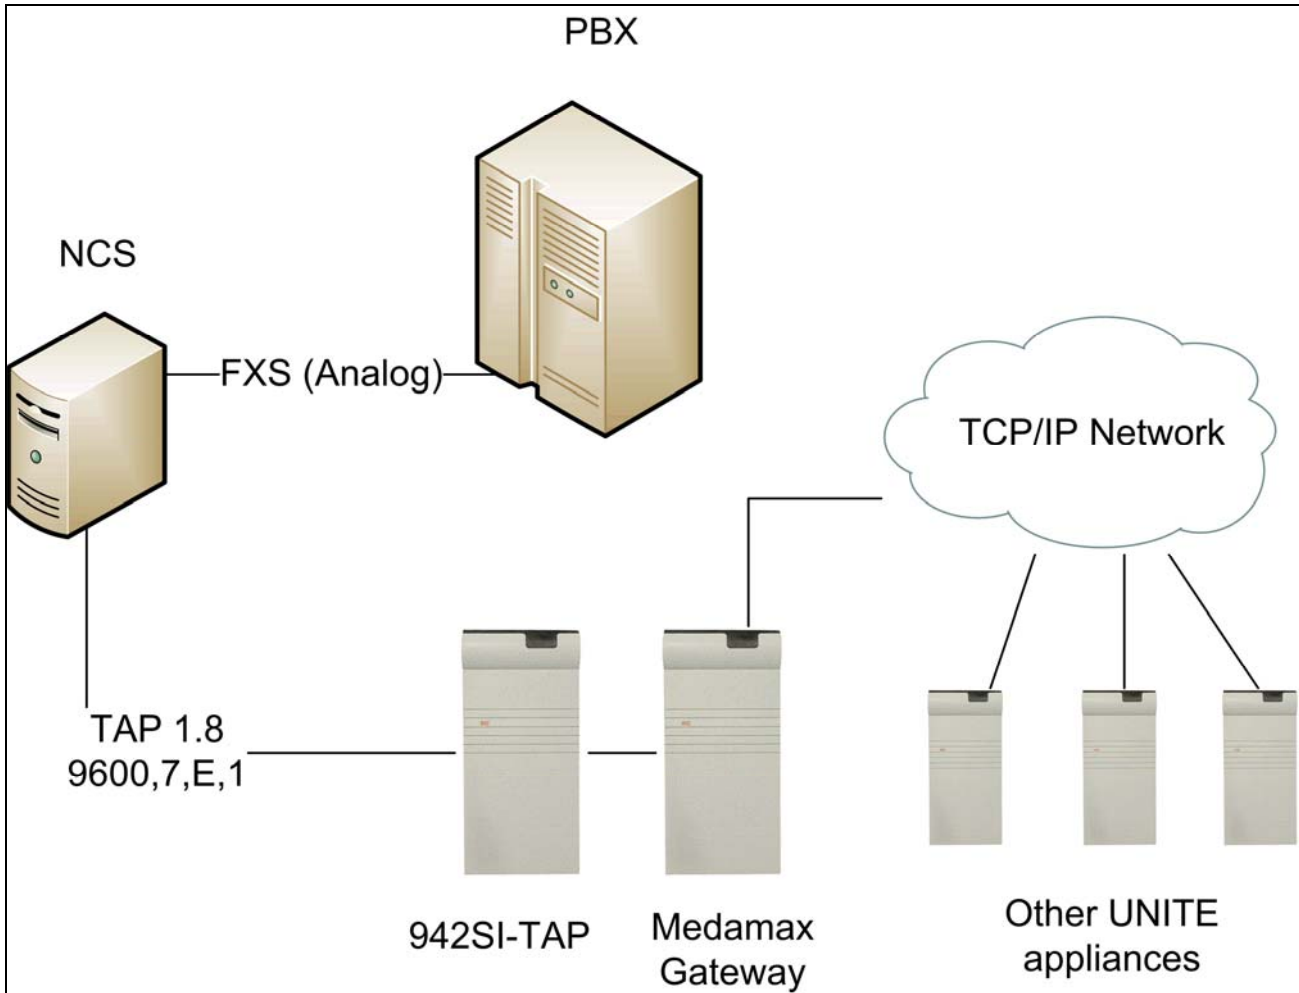 PBX
NCS
FXS (Analog)
TCP/IP Network
TAP 1.8
9600,7,E,1
942SI-TAP
Medamax
Gateway
Other UNITE
appliances